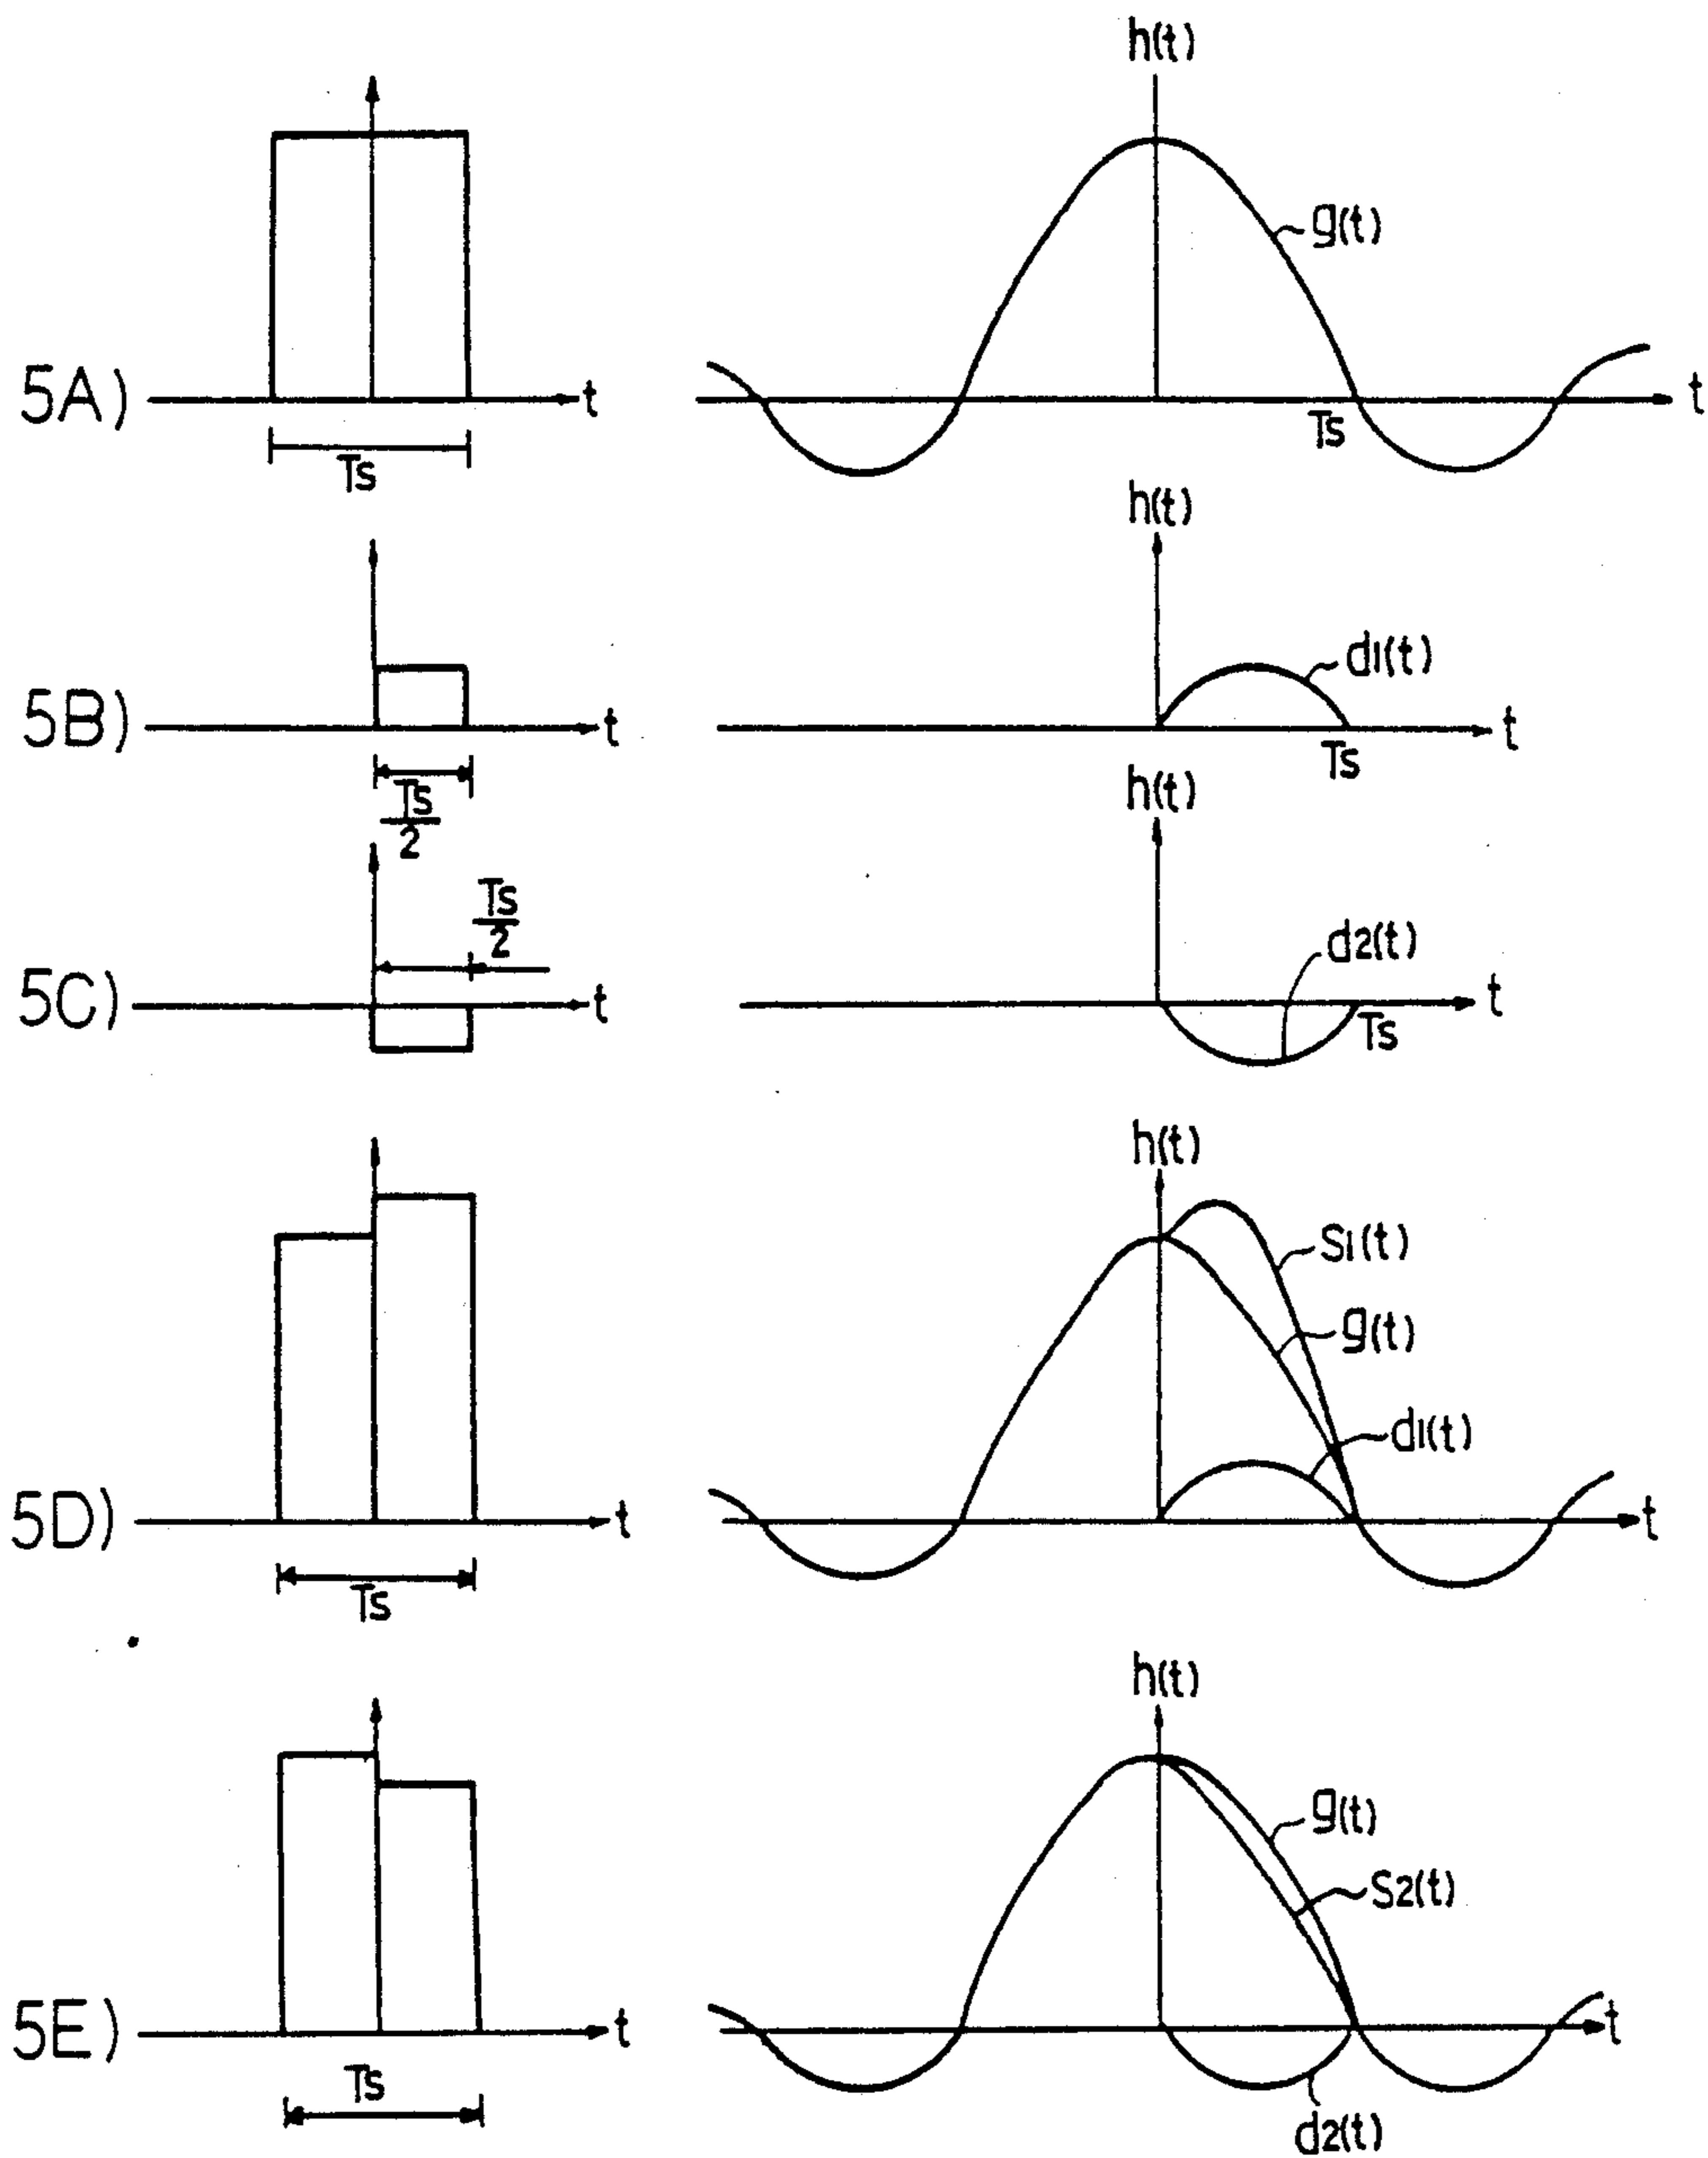 h(t)
g(t)
5A)
t
Ts
Ts
t
h(t)
d1(t)
5B)
t
Ts
t
Ts
2
h(t)
Ts
2
d2(t)
5C)
t
Ts
t
h(t)
S1(t)
g(t)
d1(t)
5D)
t
t
Ts
h(t)
g(t)
S2(t)
5E)
t
t
Ts
d2(t)